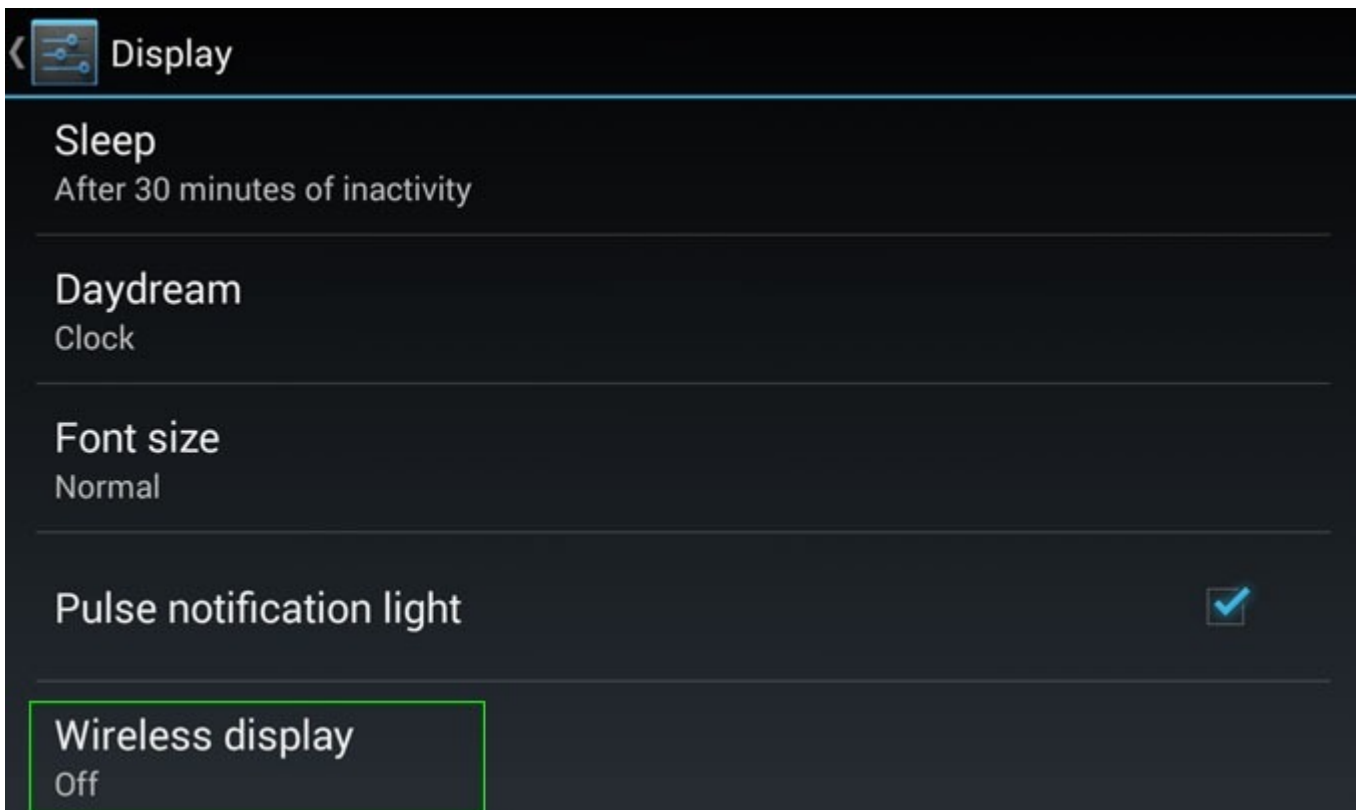 Display
Sleep
After 30 minutes of inactivity
Daydream
Clock
Font size
Normal
Pulse notification light
Wireless display
Off